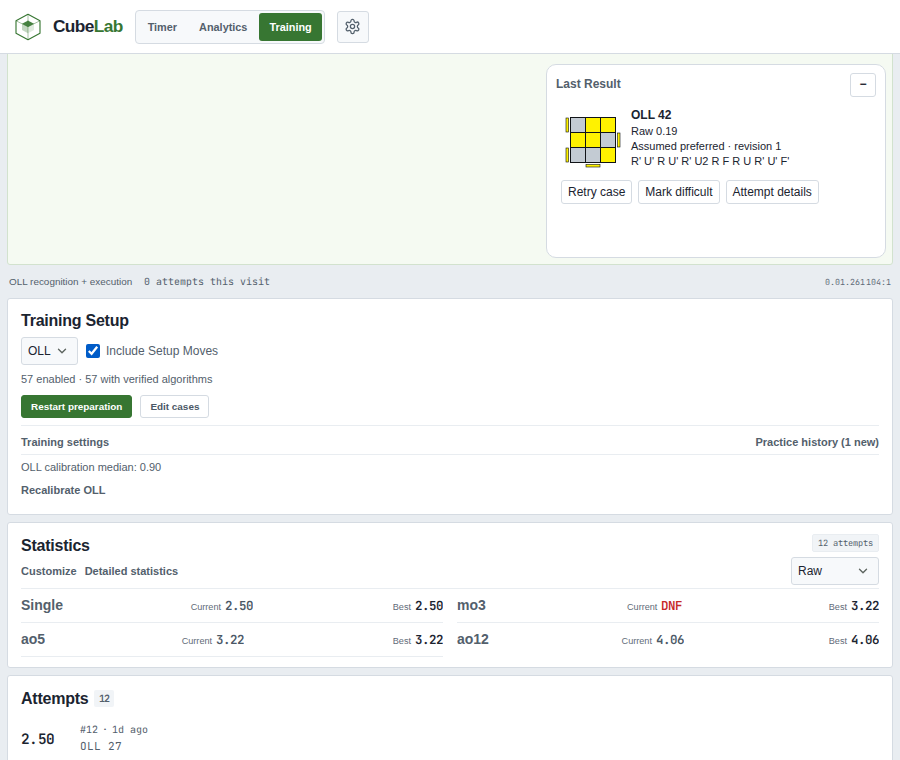 CubeLab
Timer
Analytics
Training
Last Result
−
OLL 42
Raw 0.19
Assumed preferred · revision 1
R' U' R U' R' U2 R F R U R' U' F'
Retry case
Mark difficult
Attempt details
OLL recognition + execution 0 attempts this visit
0.01.261104:1
Training Setup
OLL
Include Setup Moves
57 enabled · 57 with verified algorithms
Restart preparation
Edit cases
Training settings
Practice history (1 new)
OLL calibration median: 0.90
Recalibrate OLL
Statistics
12 attempts
Customize Detailed statistics
Raw
Single Current 2.50 Best 2.50
mo3 Current DNF Best 3.22
ao5 Current 3.22 Best 3.22
ao12 Current 4.06 Best 4.06
Attempts 12
2.50
#12 · 1d ago
OLL 27